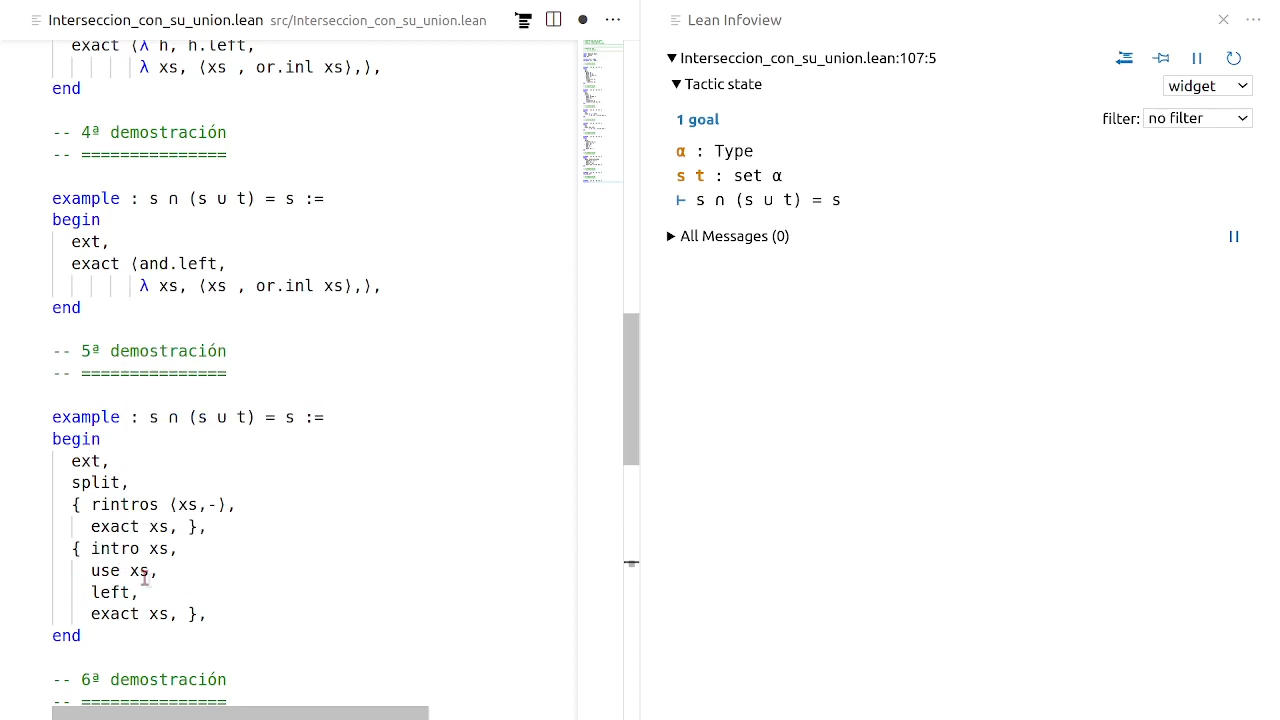 Interseccion_con_su_union.lean src/Interseccion_con_su_union.lean
exact ⟨λ h, h.left,
λ xs, ⟨xs , or.inl xs⟩,⟩,
end
-- 4ª demostración
-- ===============
example : s ∩ (s ∪ t) = s :=
begin
ext,
exact ⟨and.left,
λ xs, ⟨xs , or.inl xs⟩,⟩,
end
-- 5ª demostración
-- ===============
example : s ∩ (s ∪ t) = s :=
begin
ext,
split,
{ rintros ⟨xs,-⟩,
exact xs, },
{ intro xs,
use xs,
left,
exact xs, },
end
-- 6ª demostración
-- ===============
Lean Infoview
Interseccion_con_su_union.lean:107:5
Tactic state
widget
1 goal
filter: no filter
α : Type
s t : set α
⊢ s ∩ (s ∪ t) = s
All Messages (0)